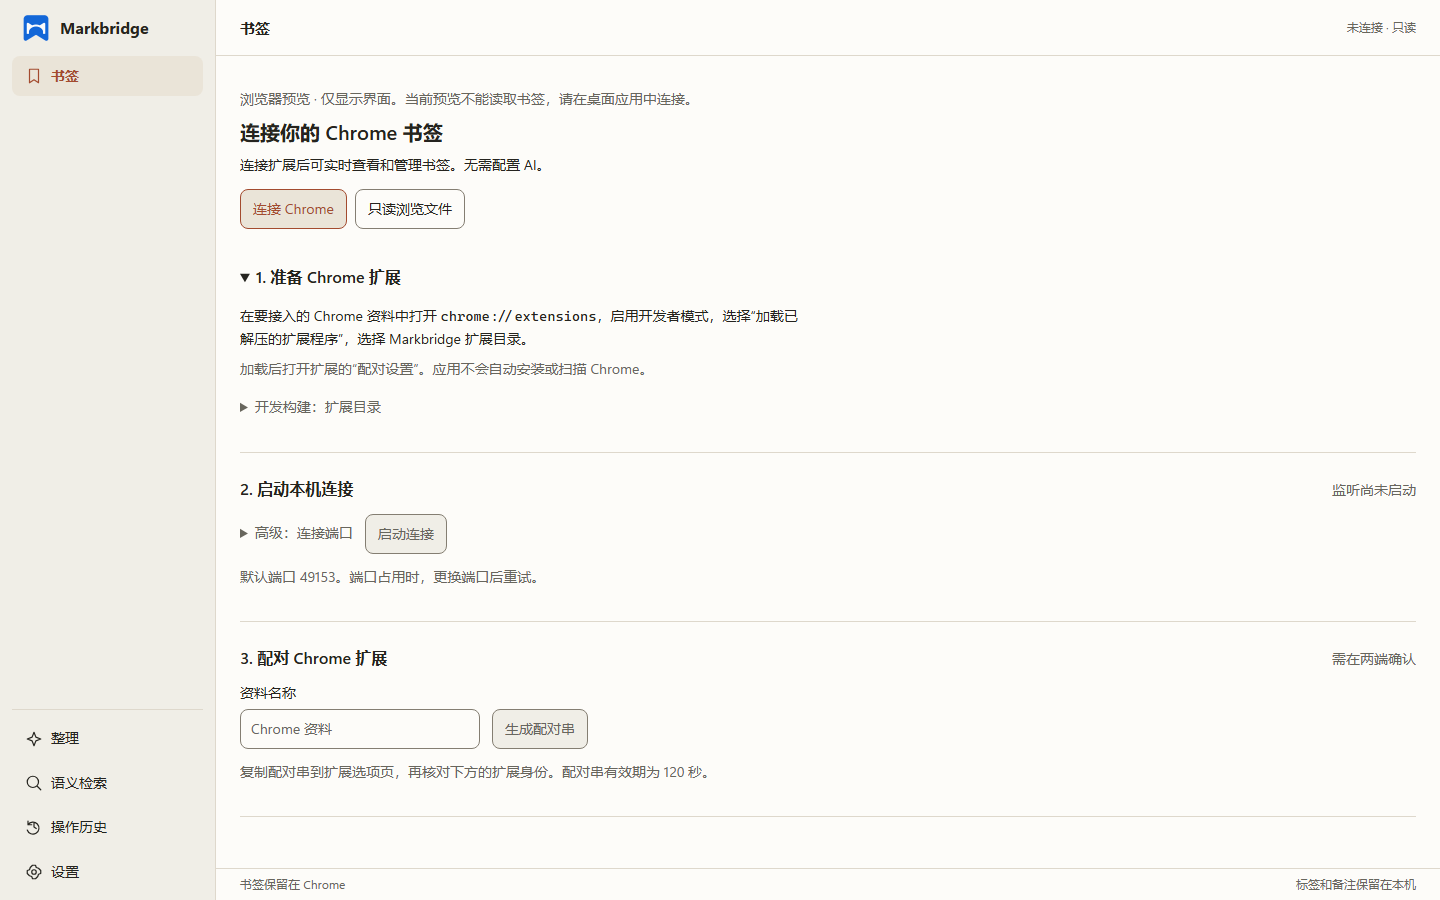 Markbridge
书签
整理
语义检索
操作历史
设置
书签
未连接 · 只读
浏览器预览 · 仅显示界面。当前预览不能读取书签，请在桌面应用中连接。
连接你的 Chrome 书签
连接扩展后可实时查看和管理书签。无需配置 AI。
连接 Chrome
只读浏览文件
▼ 1. 准备 Chrome 扩展
在要接入的 Chrome 资料中打开 chrome://extensions，启用开发者模式，选择“加载已
解压的扩展程序”，选择 Markbridge 扩展目录。
加载后打开扩展的“配对设置”。应用不会自动安装或扫描 Chrome。
▶ 开发构建：扩展目录
2. 启动本机连接
监听尚未启动
▶ 高级：连接端口
启动连接
默认端口 49153。端口占用时，更换端口后重试。
3. 配对 Chrome 扩展
需在两端确认
资料名称
Chrome 资料
生成配对串
复制配对串到扩展选项页，再核对下方的扩展身份。配对串有效期为 120 秒。
书签保留在 Chrome
标签和备注保留在本机